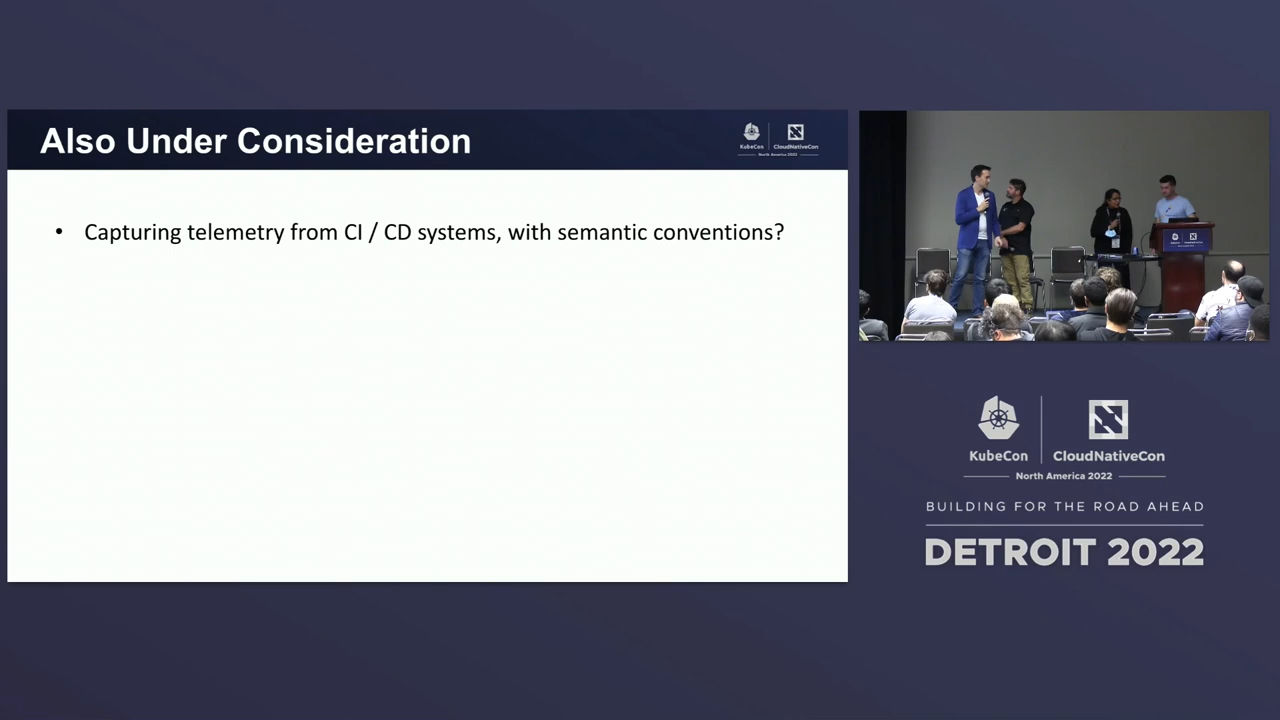 Also Under Consideration
KubeCon CloudNativeCon
North America 2022
• Capturing telemetry from CI / CD systems, with semantic conventions?
KubeCon CloudNativeCon
North America 2022
BUILDING FOR THE ROAD AHEAD
DETROIT 2022